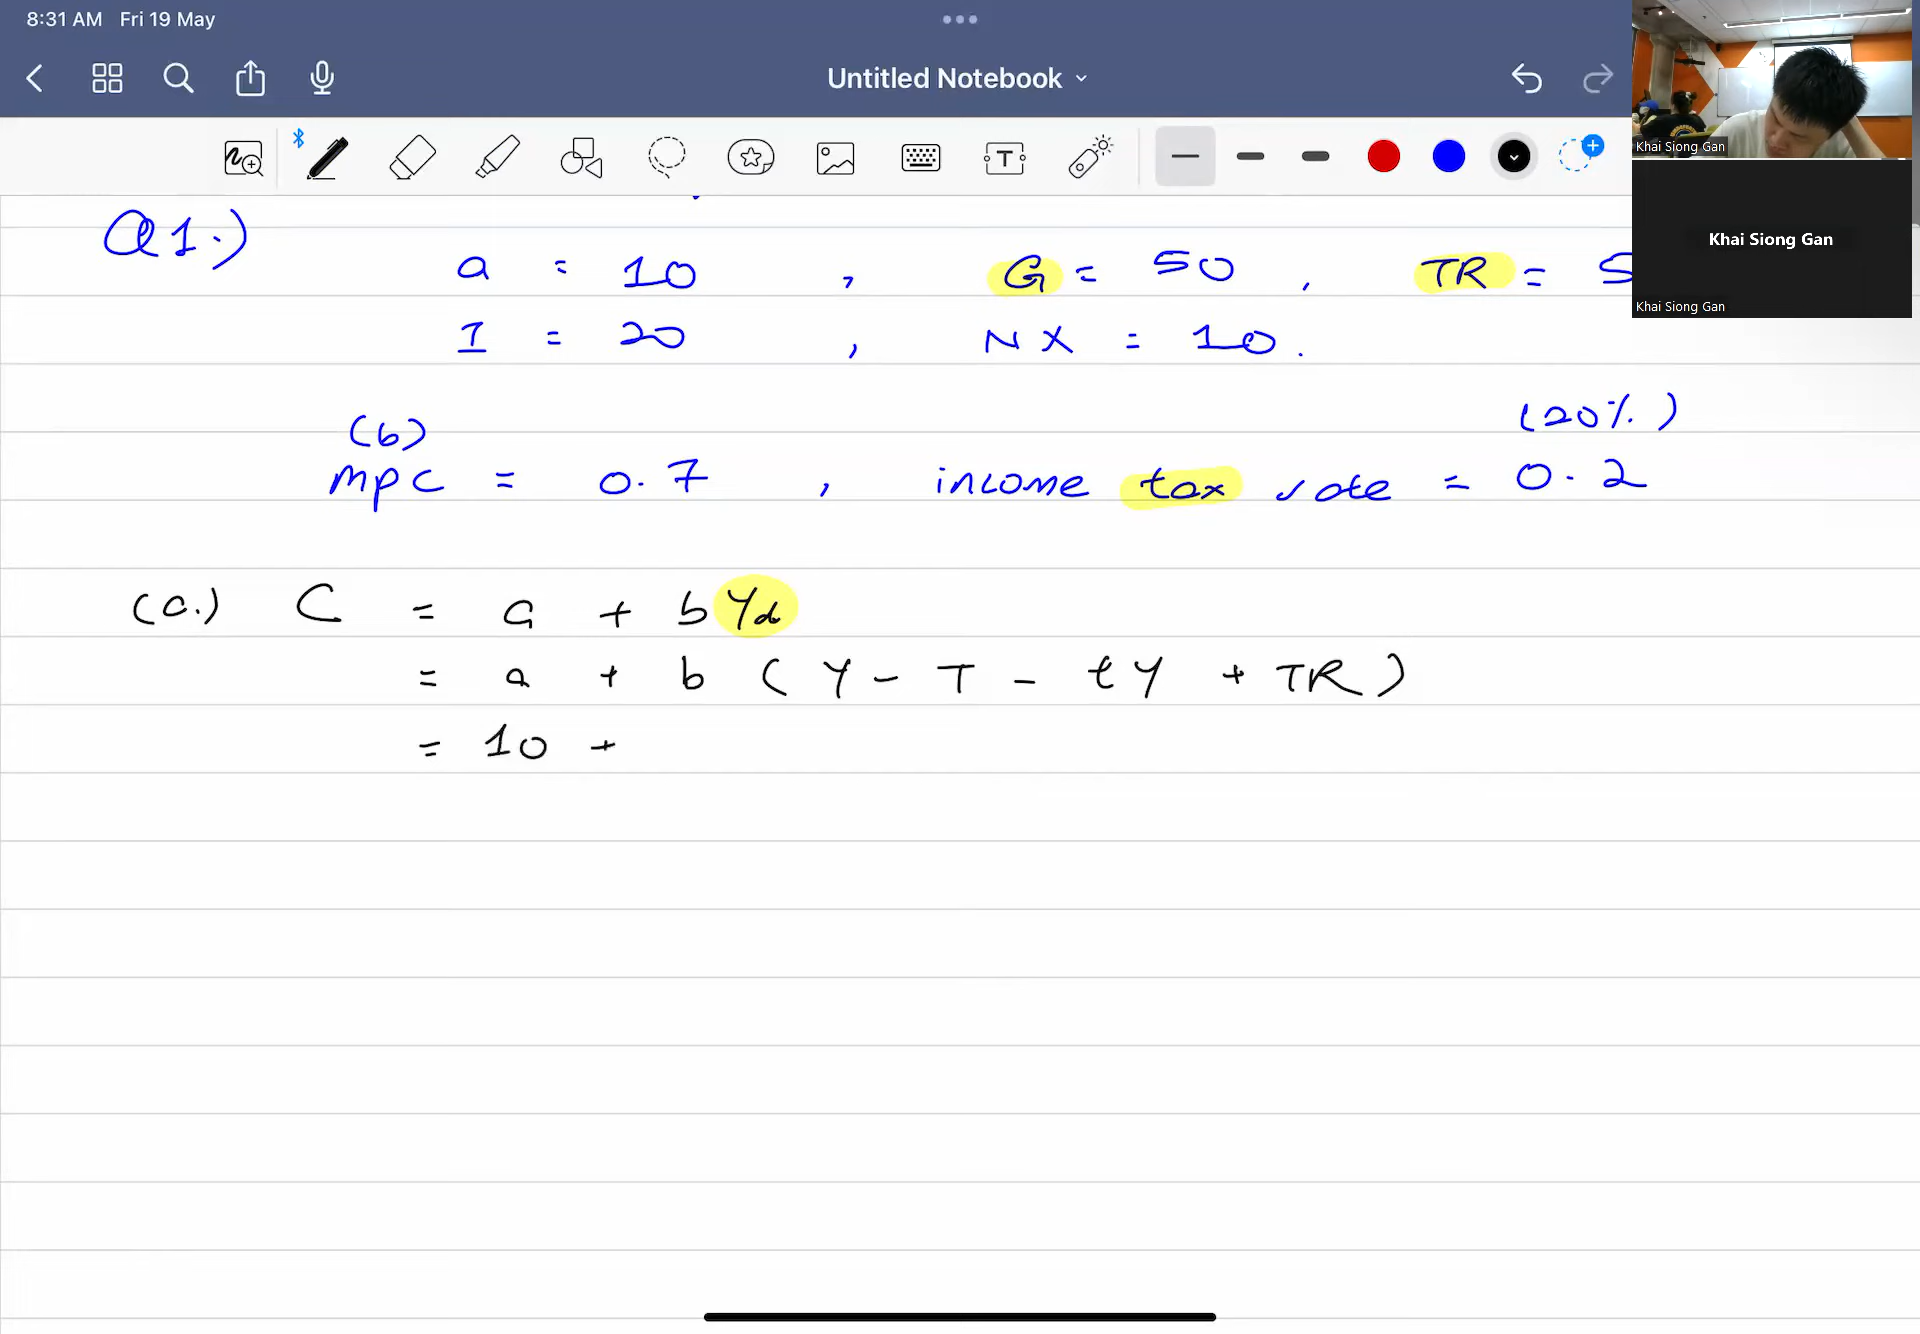 8:31 AM Fri 19 May
Untitled Notebook
Khai Siong Gan
Khai Siong Gan
Khai Siong Gan
Q1.)
a = 10 , G = 50 , TR = 5
I = 20 , NX = 10.
(b) (20%)
mpc = 0.7 , income tax rate = 0.2
(a.) C = a + bYd
= a + b (Y - T - tY + TR)
= 10 +